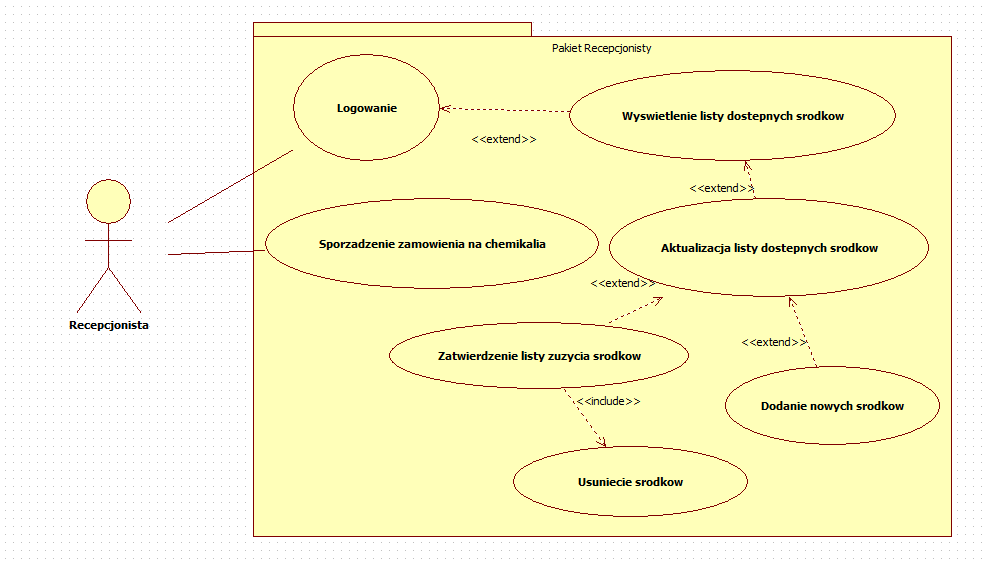 Pakiet Recepcjonisty
Logowanie
Wyswietlenie listy dostepnych srodkow
<<extend>>
<<extend>>
Sporzadzenie zamowienia na chemikalia
Aktualizacja listy dostepnych srodkow
<<extend>>
Recepcjonista
<<extend>>
Zatwierdzenie listy zuzycia srodkow
<<include>>
Dodanie nowych srodkow
Usuniecie srodkow